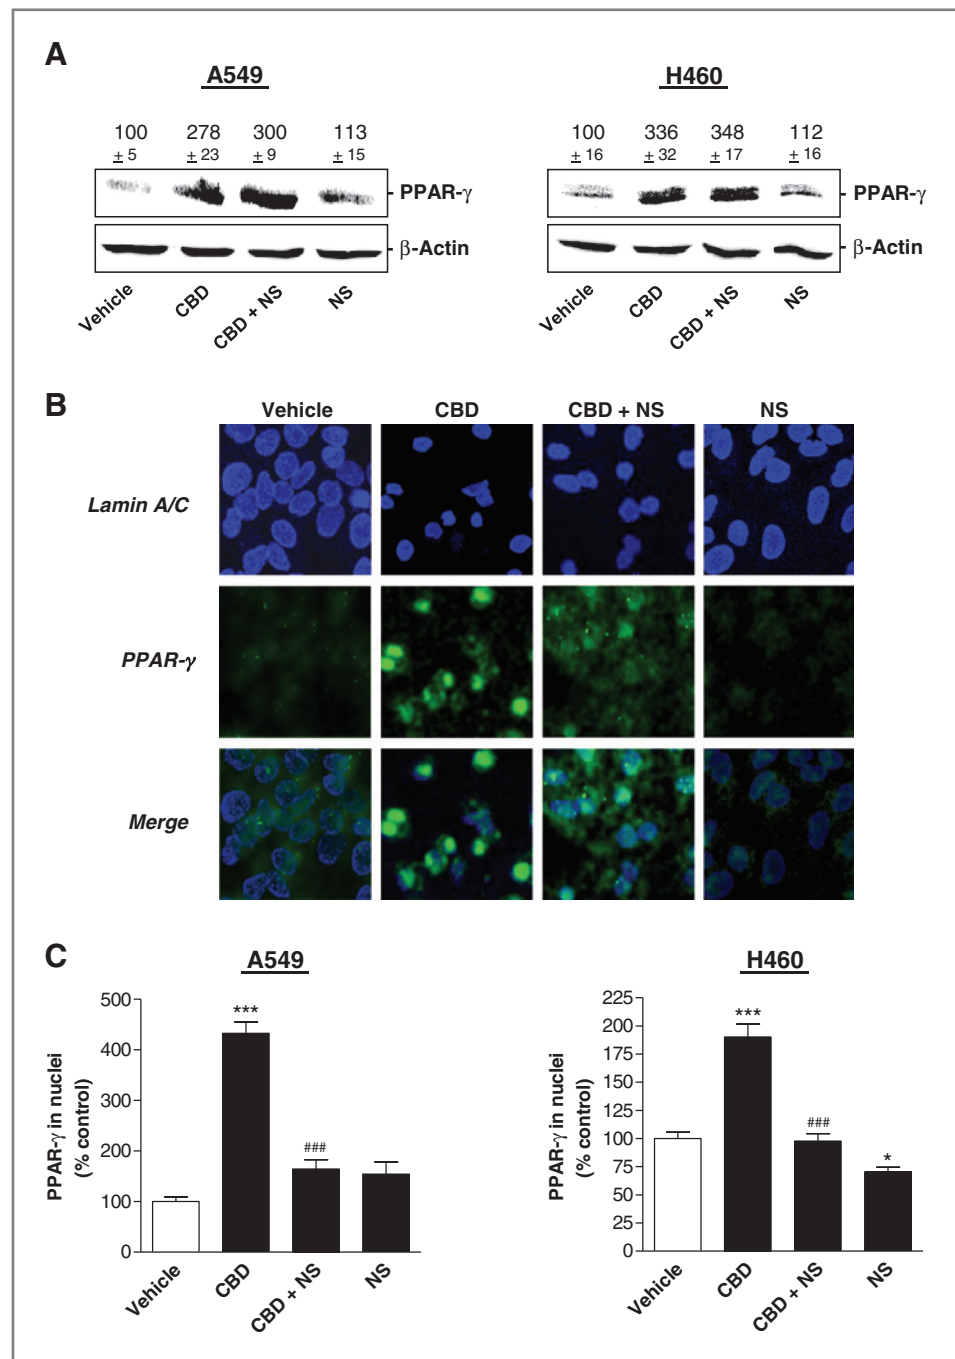 A
A549
H460
100 278 300 113
± 5 ± 23 ± 9 ± 15
100 336 348 112
± 16 ± 32 ± 17 ± 16
PPAR-γ
β-Actin
PPAR-γ
β-Actin
Vehicle CBD CBD + NS NS
Vehicle CBD CBD + NS NS
B
Vehicle CBD CBD + NS NS
Lamin A/C
PPAR-γ
Merge
C
A549
PPAR-γ in nuclei
(% control)
500
400
300
200
100
0
***
###
Vehicle CBD CBD + NS NS
H460
PPAR-γ in nuclei
(% control)
225
200
175
150
125
100
75
50
25
0
***
###
*
Vehicle CBD CBD + NS NS